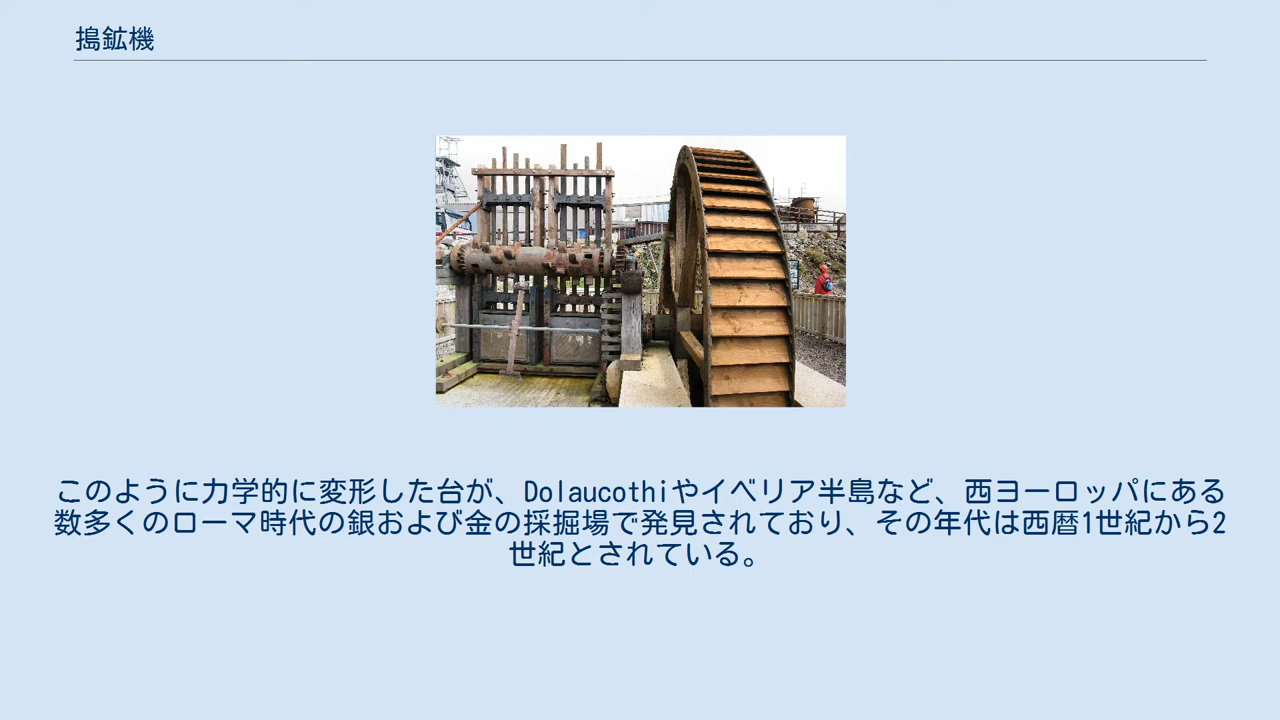 搗鉱機
このように力学的に変形した台が、Dolaucothiやイベリア半島など、西ヨーロッパにある
数多くのローマ時代の銀および金の採掘場で発見されており、その年代は西暦1世紀から2
世紀とされている。